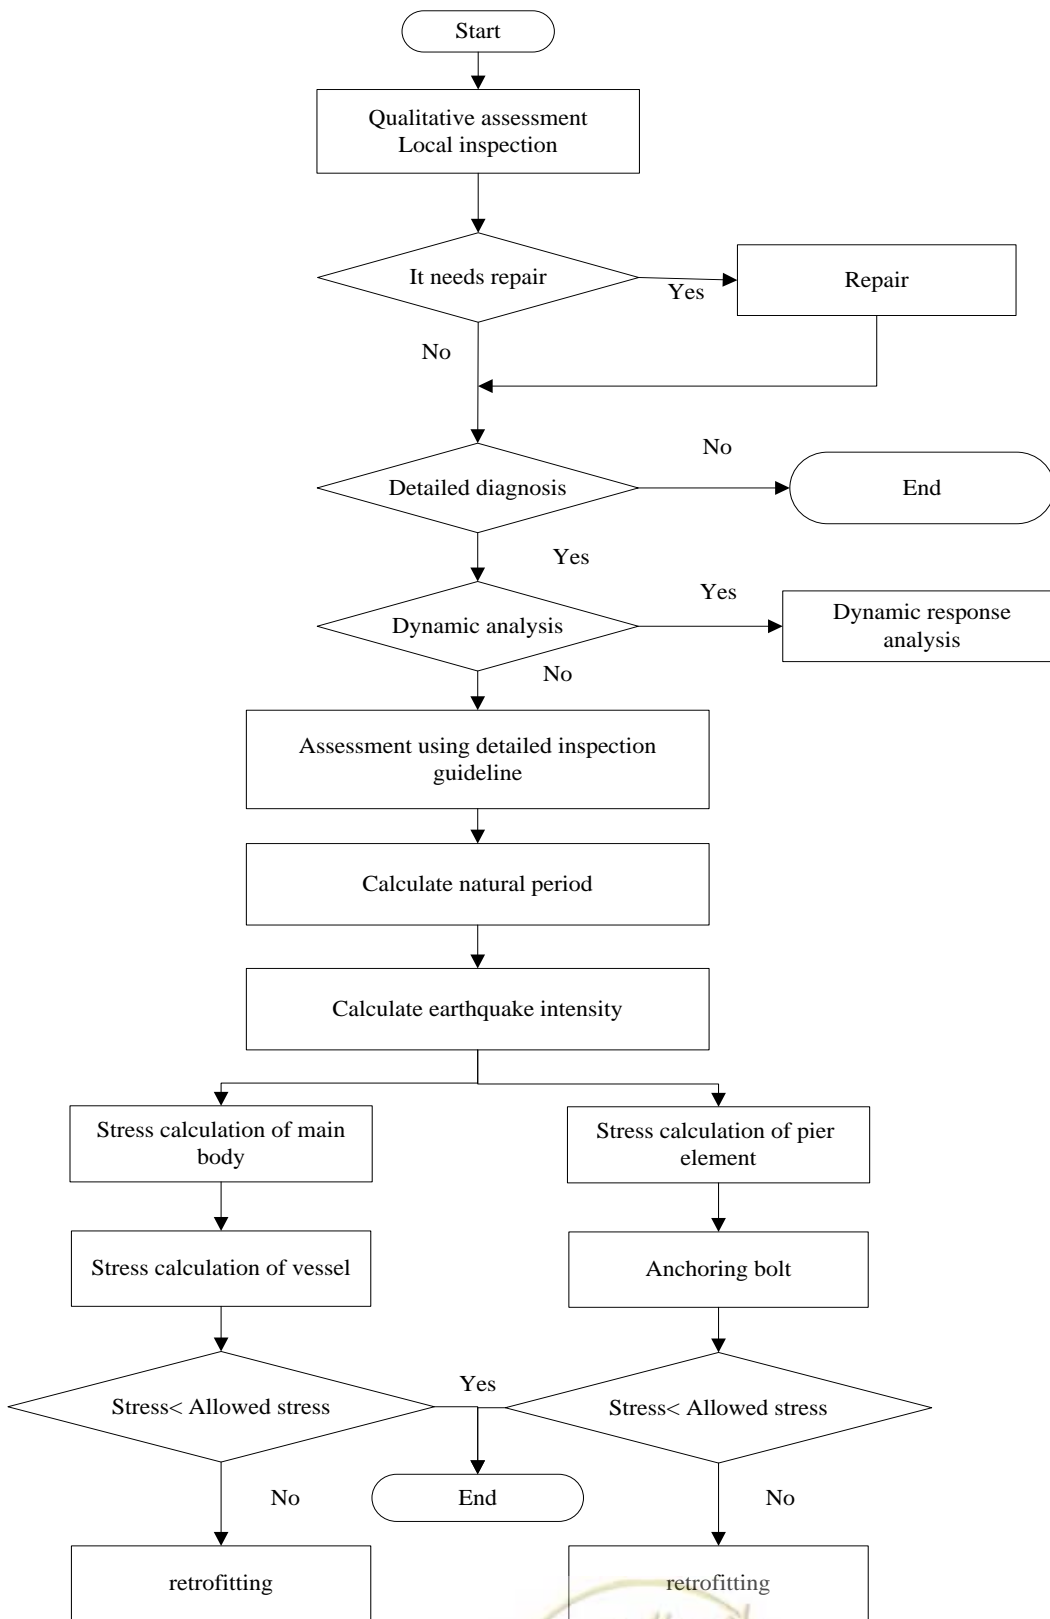 Start
Qualitative assessment
Local inspection
It needs repair
Yes
Repair
No
Detailed diagnosis
No
End
Yes
Dynamic analysis
Yes
Dynamic response
analysis
No
Assessment using detailed inspection
guideline
Calculate natural period
Calculate earthquake intensity
Stress calculation of main
body
Stress calculation of pier
element
Stress calculation of vessel
Anchoring bolt
Stress< Allowed stress
Yes
Stress< Allowed stress
No
End
No
retrofitting
retrofitting